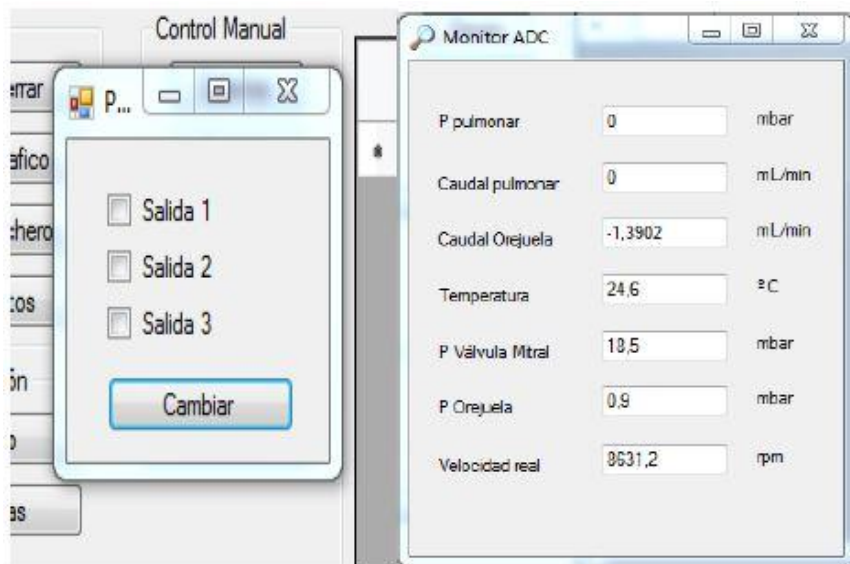 Control Manual
errar
afico
chero
tos
ón
o
as
P...
Salida 1
Salida 2
Salida 3
Cambiar
Monitor ADC
P pulmonar 0 mbar
Caudal pulmonar 0 mL/min
Caudal Orejuela -1,3902 mL/min
Temperatura 24,6 ºC
P Válvula Mitral 18,5 mbar
P Orejuela 0,9 mbar
Velocidad real 8631,2 rpm